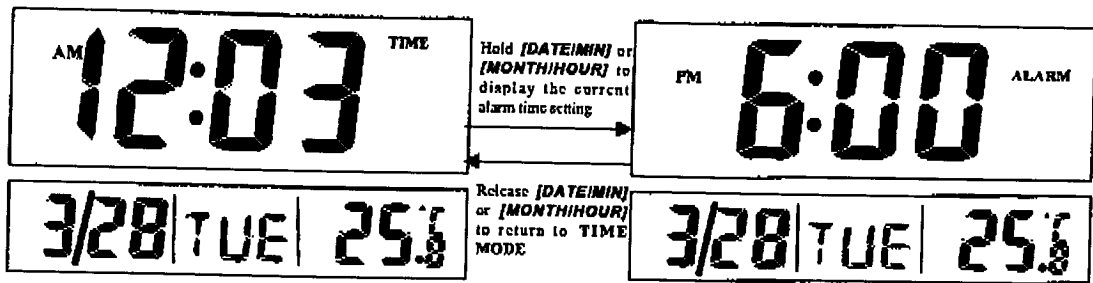 AM 12:03 TIME
Hold [DATE/MIN] or
[MONTH/HOUR] to
display the current
alarm time setting
PM 6:00 ALARM
3/28 TUE 25.8 °C
Release [DATE/MIN]
or [MONTH/HOUR]
to return to TIME
MODE
3/28 TUE 25.8 °C